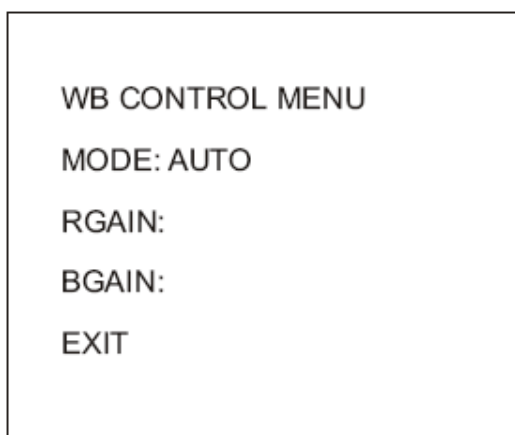 WB CONTROL MENU
MODE: AUTO
RGAIN:
BGAIN:
EXIT